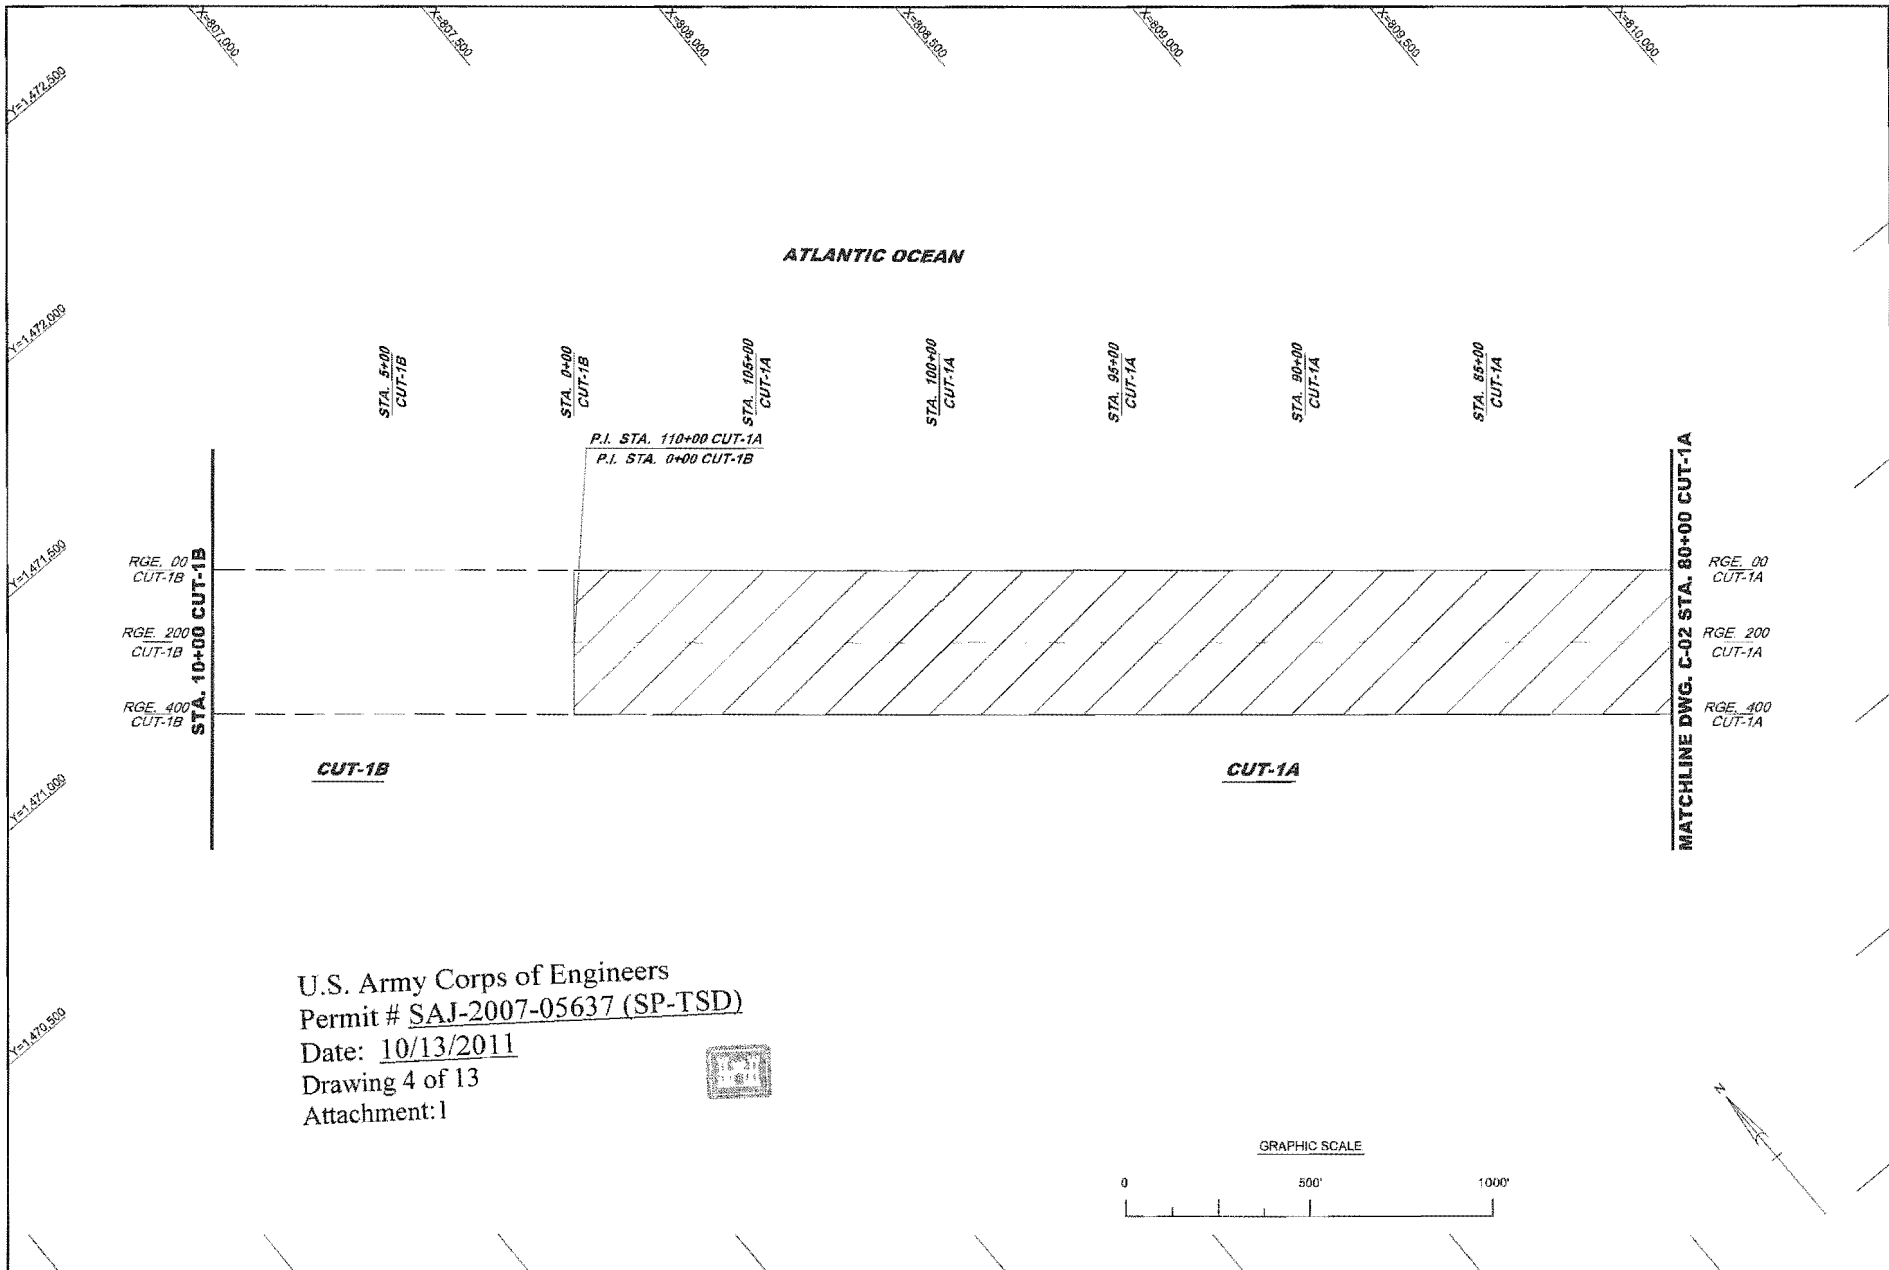 X=807,000
X=807,500
X=808,000
X=808,500
X=809,000
X=809,500
X=810,000
Y=1,472,500
Y=1,472,000
Y=1,471,500
Y=1,471,000
Y=1,470,500
ATLANTIC OCEAN
STA. 5+00
CUT-1B
STA. 0+00
CUT-1B
STA. 105+00
CUT-1A
STA. 100+00
CUT-1A
STA. 95+00
CUT-1A
STA. 90+00
CUT-1A
STA. 85+00
CUT-1A
P.I. STA. 110+00 CUT-1A
P.I. STA. 0+00 CUT-1B
RGE. 00
CUT-1B
RGE. 200
CUT-1B
RGE. 400
CUT-1B
STA. 10+00 CUT-1B
MATCHLINE DWG. C-02 STA. 80+00 CUT-1A
RGE. 00
CUT-1A
RGE. 200
CUT-1A
RGE. 400
CUT-1A
CUT-1B
CUT-1A
U.S. Army Corps of Engineers
Permit # SAJ-2007-05637 (SP-TSD)
Date: 10/13/2011
Drawing 4 of 13
Attachment:1
N
GRAPHIC SCALE
0 500' 1000'